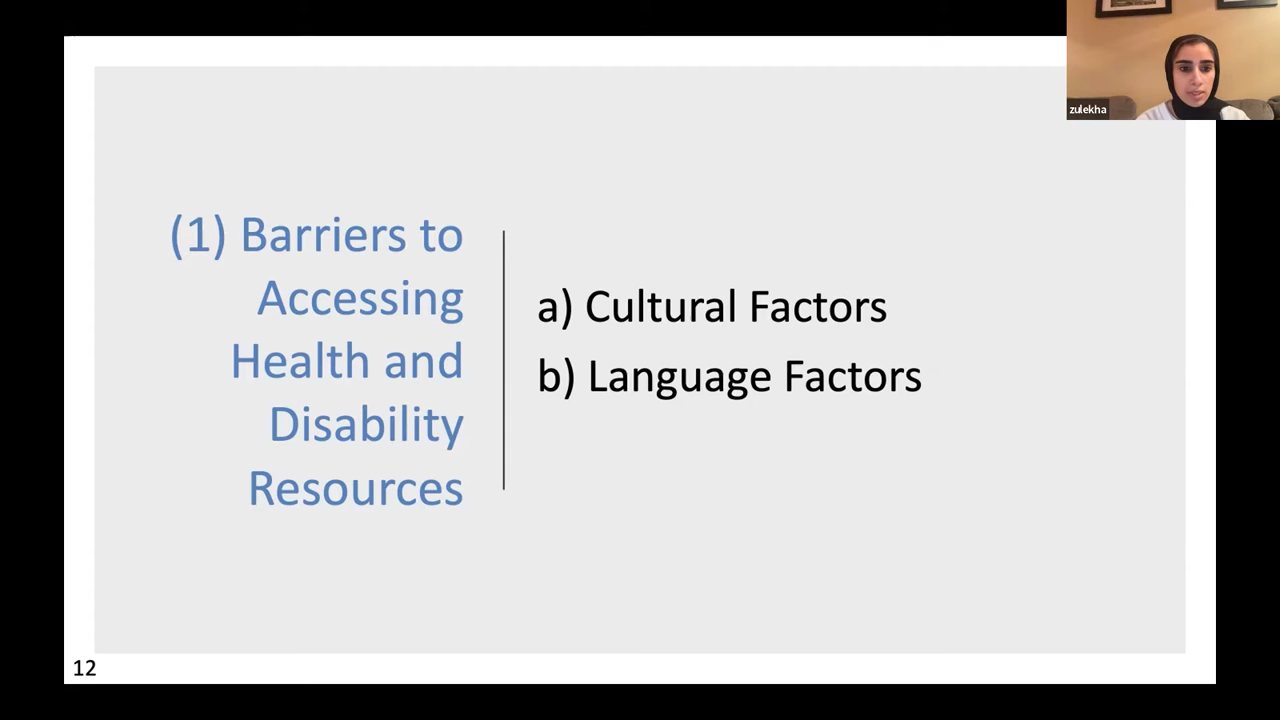 (1) Barriers to
Accessing
Health and
Disability
Resources
a) Cultural Factors
b) Language Factors
12
zulekha